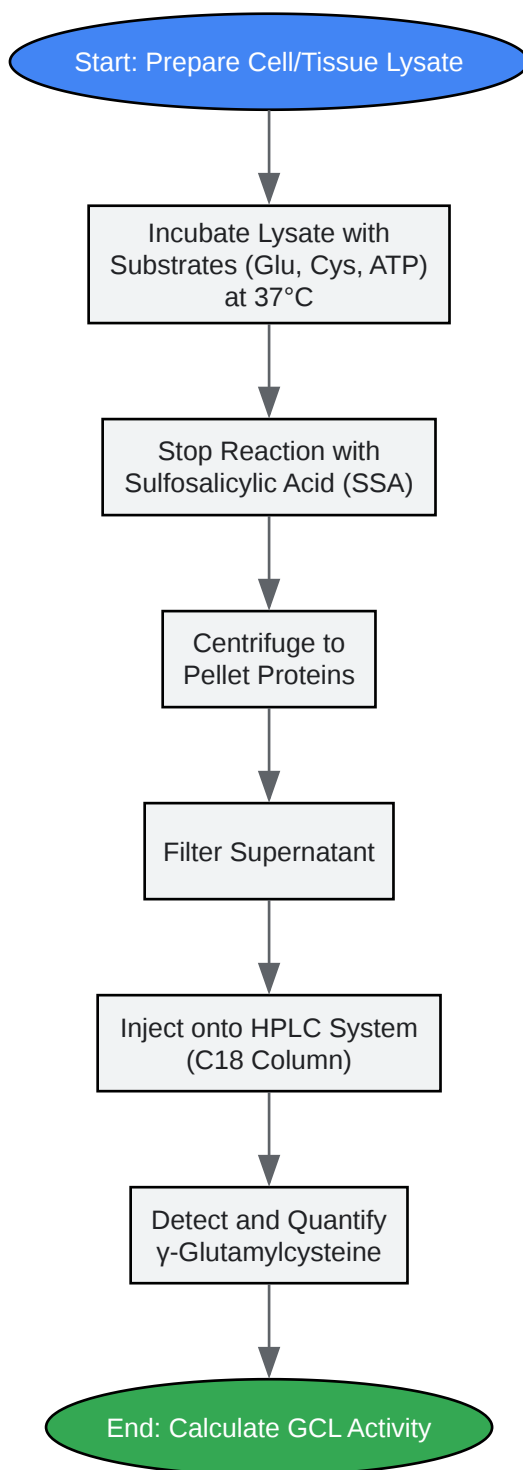 Start: Prepare Cell/Tissue Lysate
Incubate Lysate with
Substrates (Glu, Cys, ATP)
at 37°C
Stop Reaction with
Sulfosalicylic Acid (SSA)
Centrifuge to
Pellet Proteins
Filter Supernatant
Inject onto HPLC System
(C18 Column)
Detect and Quantify
γ-Glutamylcysteine
End: Calculate GCL Activity